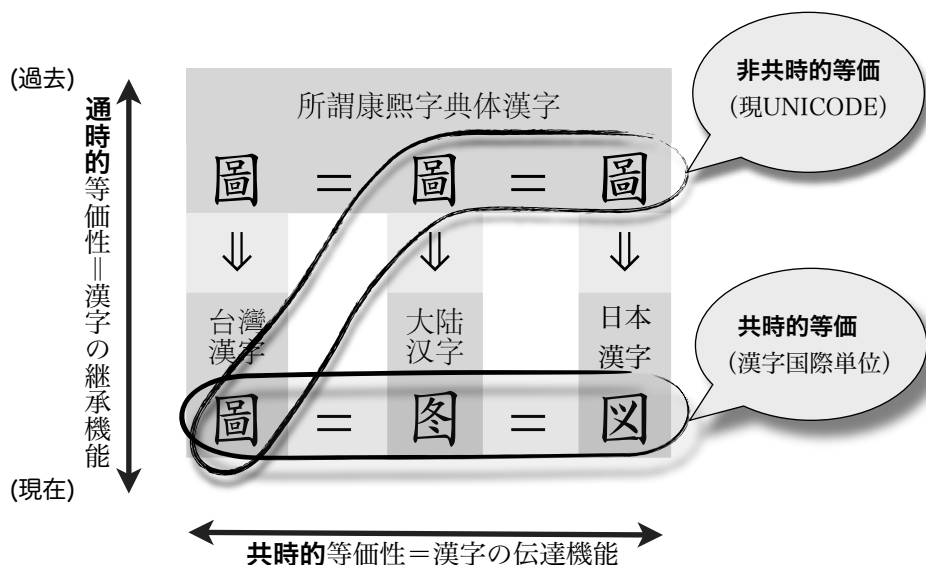 (過去)
通時的等価性＝漢字の継承機能
(現在)
所謂康熙字典体漢字
圖 ＝ 圖 ＝ 圖
⇓ ⇓ ⇓
台灣
漢字
大陆
汉字
日本
漢字
圖 ＝ 图 ＝ 図
非共時的等価
（現UNICODE）
共時的等価
（漢字国際単位）
共時的等価性＝漢字の伝達機能